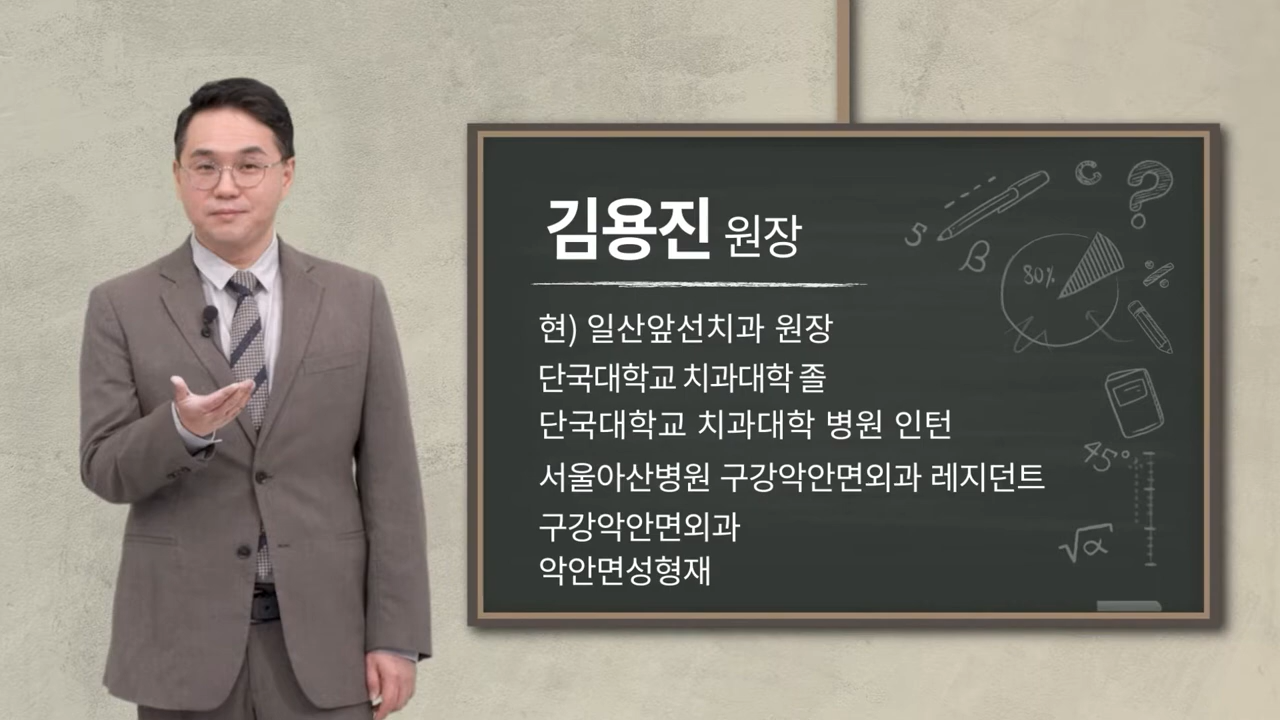 김용진 원장
현) 일산앞선치과 원장
단국대학교 치과대학 졸
단국대학교 치과대학 병원 인턴
서울아산병원 구강악안면외과 레지던트
구강악안면외과
악안면성형재
C
?
S
β
80%
%
45°
√α